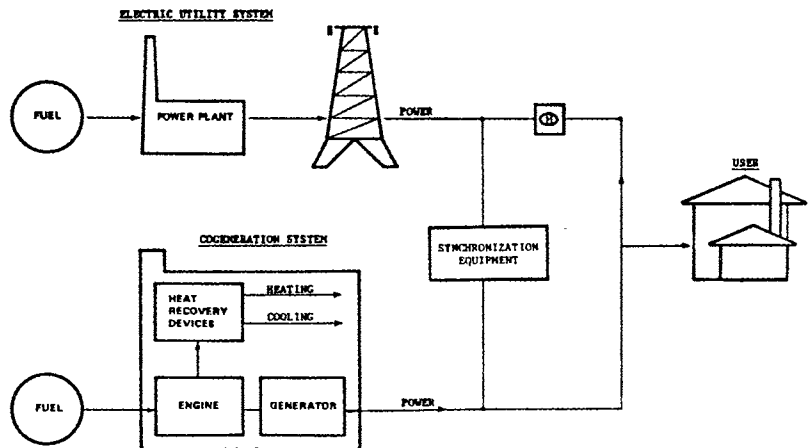 ELECTRIC UTILITY SYSTEM
FUEL
POWER PLANT
POWER
USER
SYNCHRONIZATION
EQUIPMENT
COGENERATION SYSTEM
HEAT
RECOVERY
DEVICES
HEATING
COOLING
FUEL
ENGINE
GENERATOR
POWER